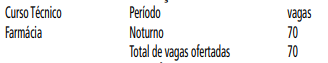 Curso Técnico Período vagas
Farmácia Noturno 70
Total de vagas ofertadas 70